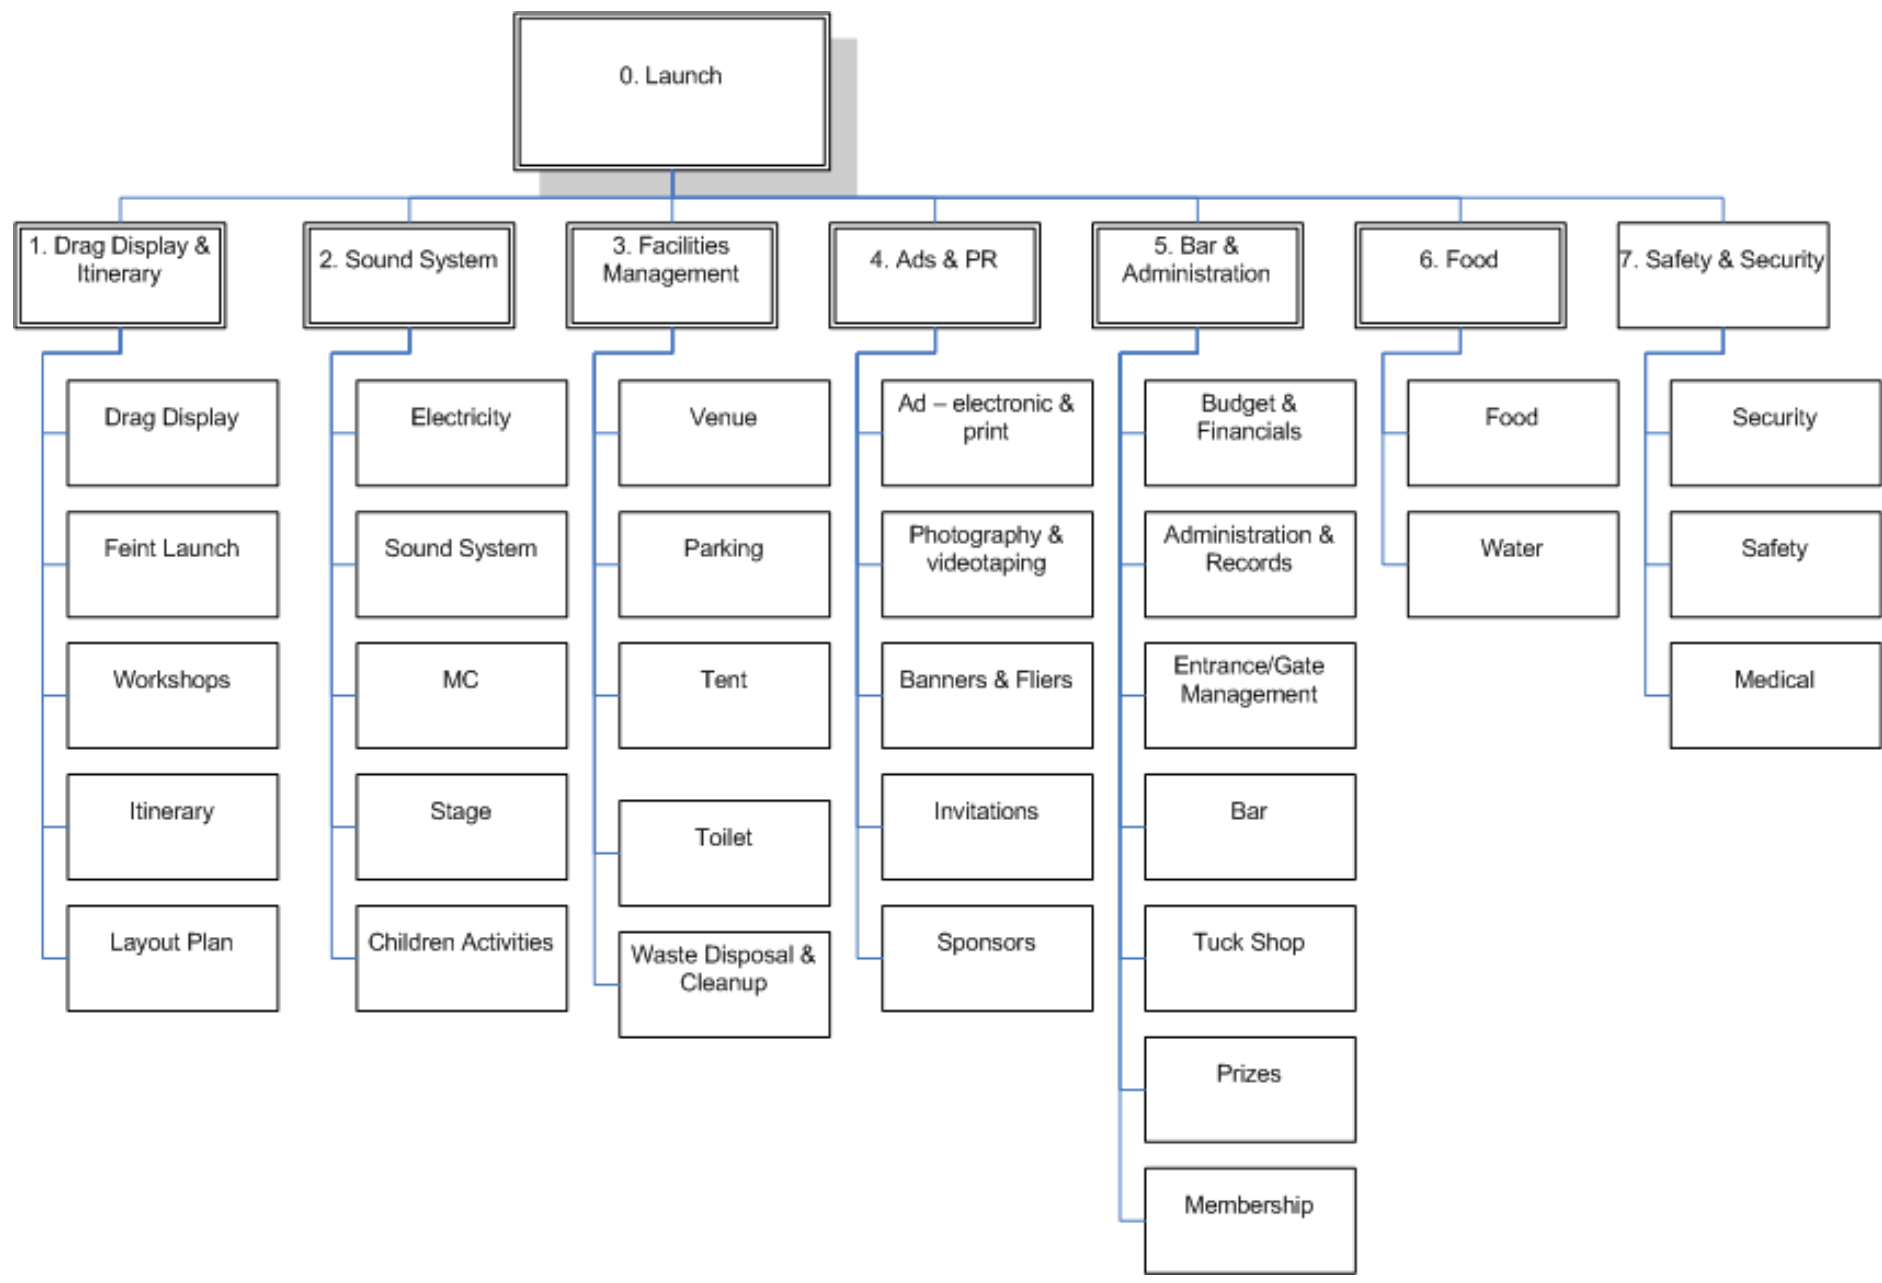 0. Launch
1. Drag Display &
Itinerary
2. Sound System
3. Facilities
Management
4. Ads & PR
5. Bar &
Administration
6. Food
7. Safety & Security
Drag Display
Feint Launch
Workshops
Itinerary
Layout Plan
Electricity
Sound System
MC
Stage
Children Activities
Venue
Parking
Tent
Toilet
Waste Disposal &
Cleanup
Ad – electronic &
print
Photography &
videotaping
Banners & Fliers
Invitations
Sponsors
Budget &
Financials
Administration &
Records
Entrance/Gate
Management
Bar
Tuck Shop
Prizes
Membership
Food
Water
Security
Safety
Medical